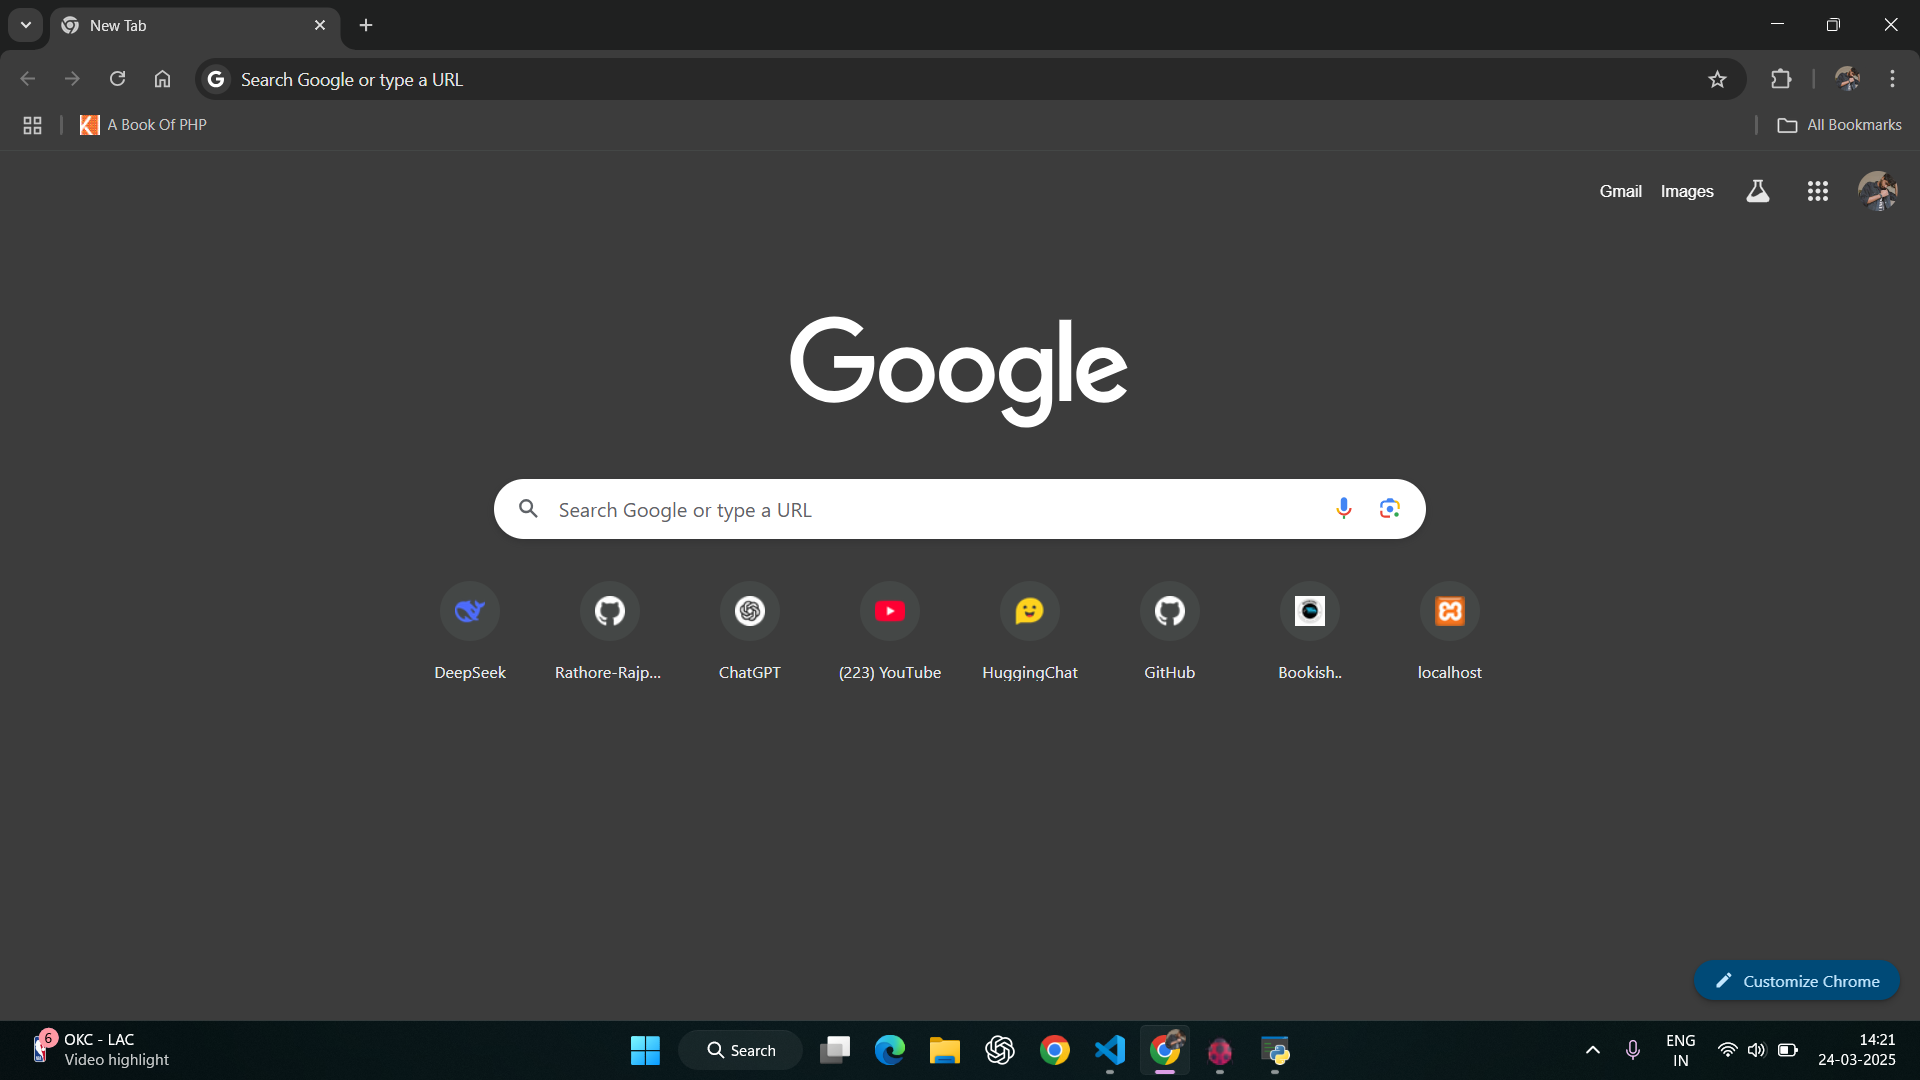 New Tab
Search Google or type a URL
A Book Of PHP
All Bookmarks
Gmail Images
Google
Search Google or type a URL
DeepSeek Rathore-Rajp... ChatGPT (223) YouTube HuggingChat GitHub Bookish.. localhost
Customize Chrome
6 OKC - LAC
Video highlight
Search
ENG
IN
14:21
24-03-2025